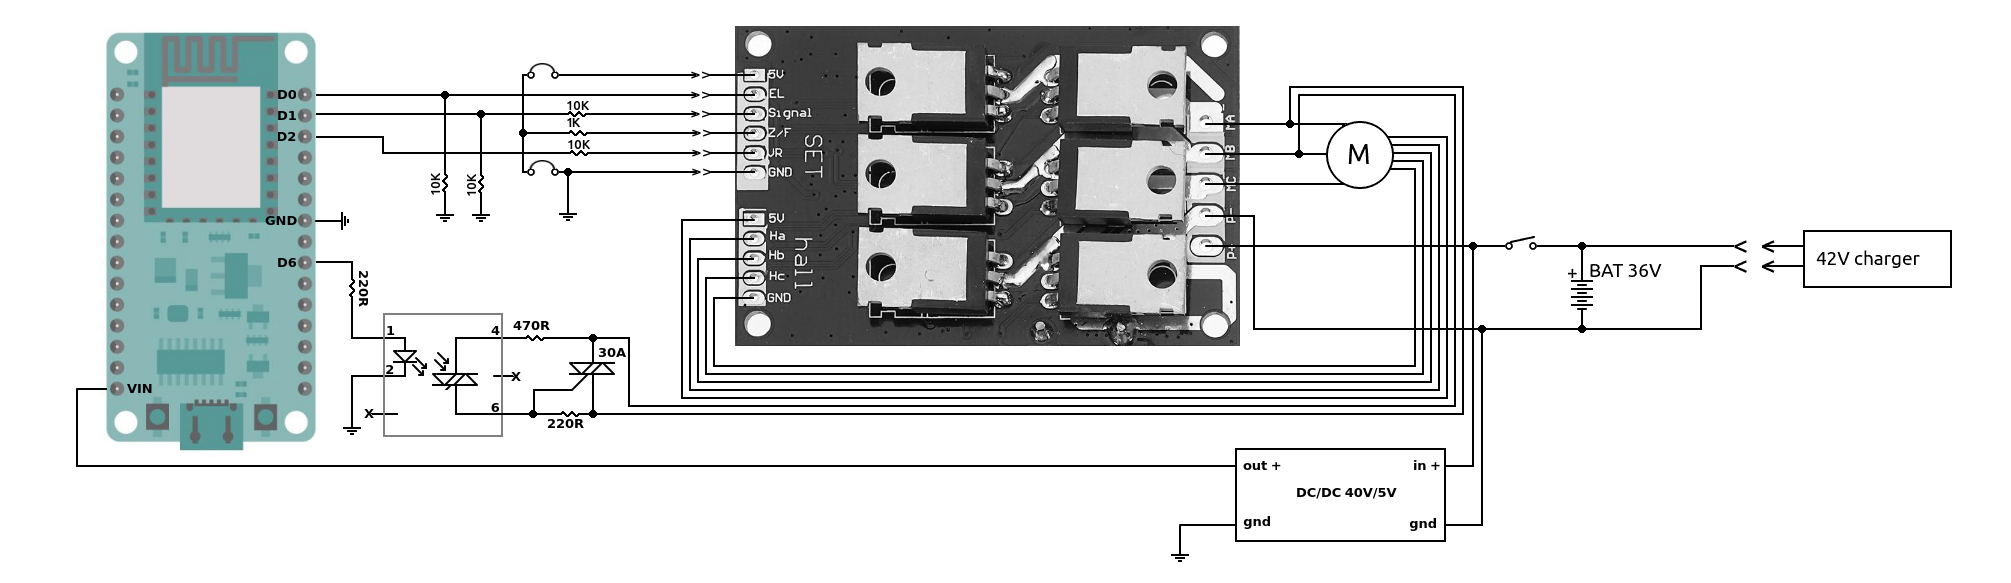 D0
D1
D2
GND
D6
VIN
220R
10K
10K
10K
1K
10K
5V
EL
Signal
Z/F
VR
GND
SET
5V
Ha
Hb
Hc
GND
hall
MA
MB
MC
P-
P+
M
1
2
4
6
X
X
470R
30A
220R
+
BAT 36V
42V charger
out +
in +
DC/DC 40V/5V
gnd
gnd